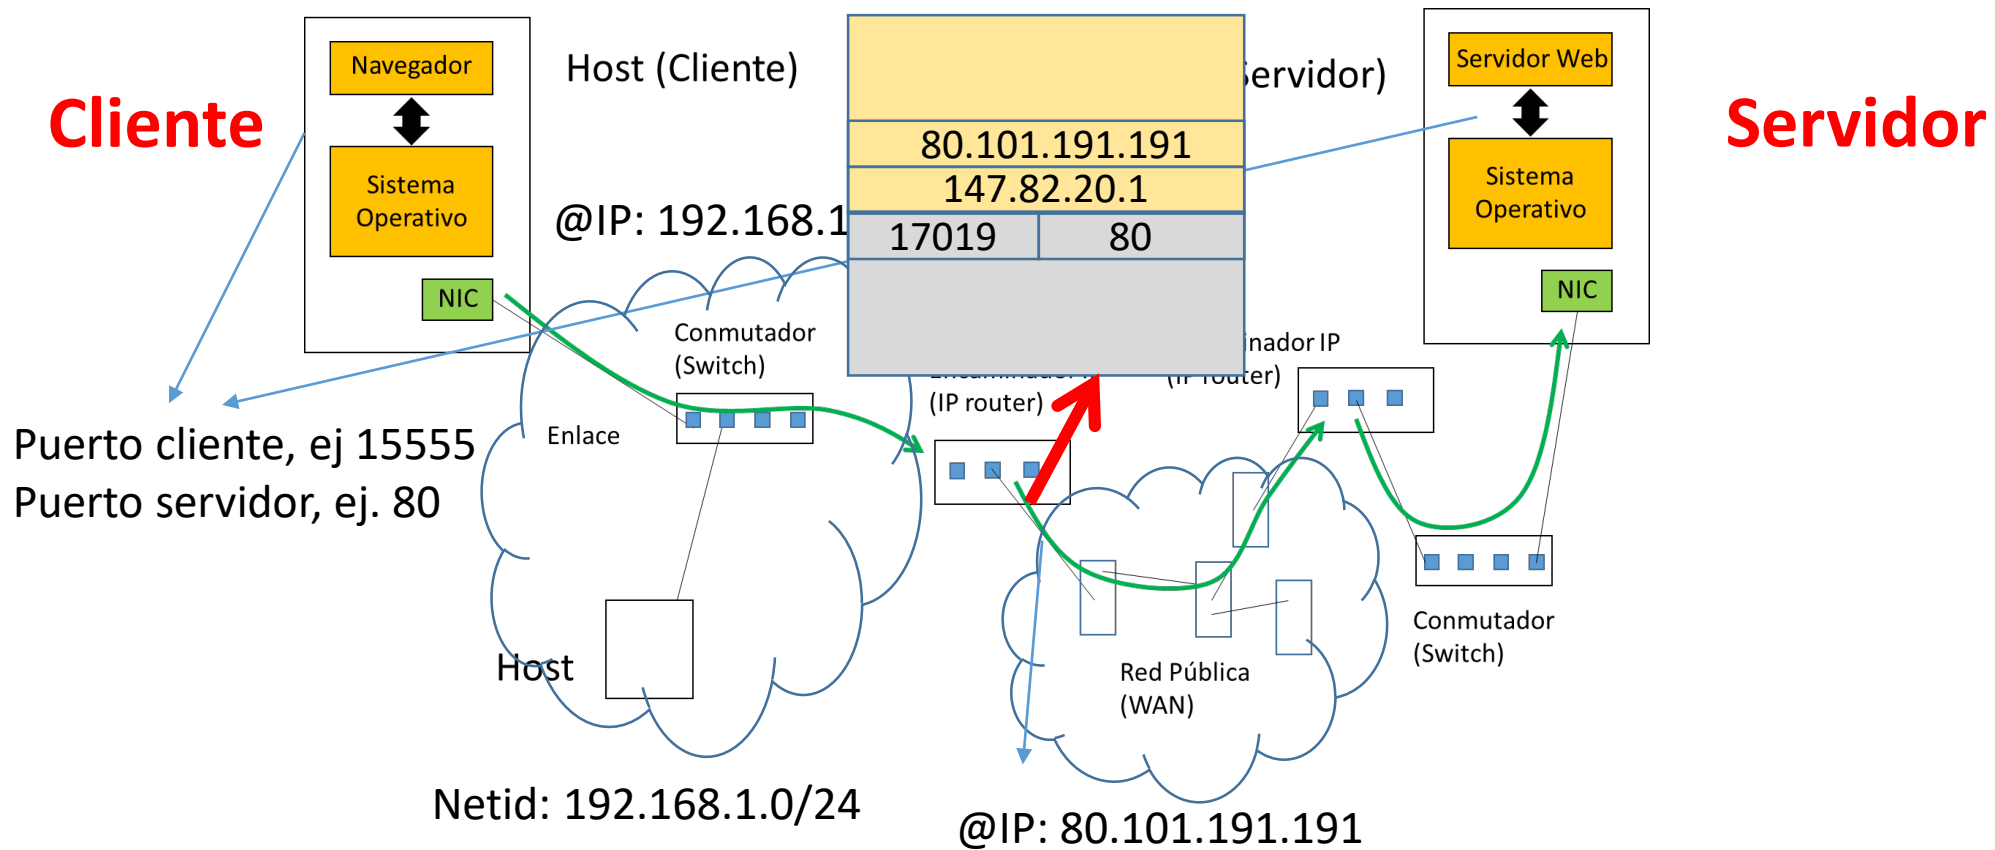 Cliente
Navegador
Sistema
Operativo
NIC
Host (Cliente)
@IP: 192.168.1
80.101.191.191
147.82.20.1
17019
80
Servidor)
Servidor Web
Sistema
Operativo
NIC
Servidor
Puerto cliente, ej 15555
Puerto servidor, ej. 80
Conmutador
(Switch)
Enlace
Host
Netid: 192.168.1.0/24
(IP router)
inador IP
(IP router)
Red Pública
(WAN)
Conmutador
(Switch)
@IP: 80.101.191.191